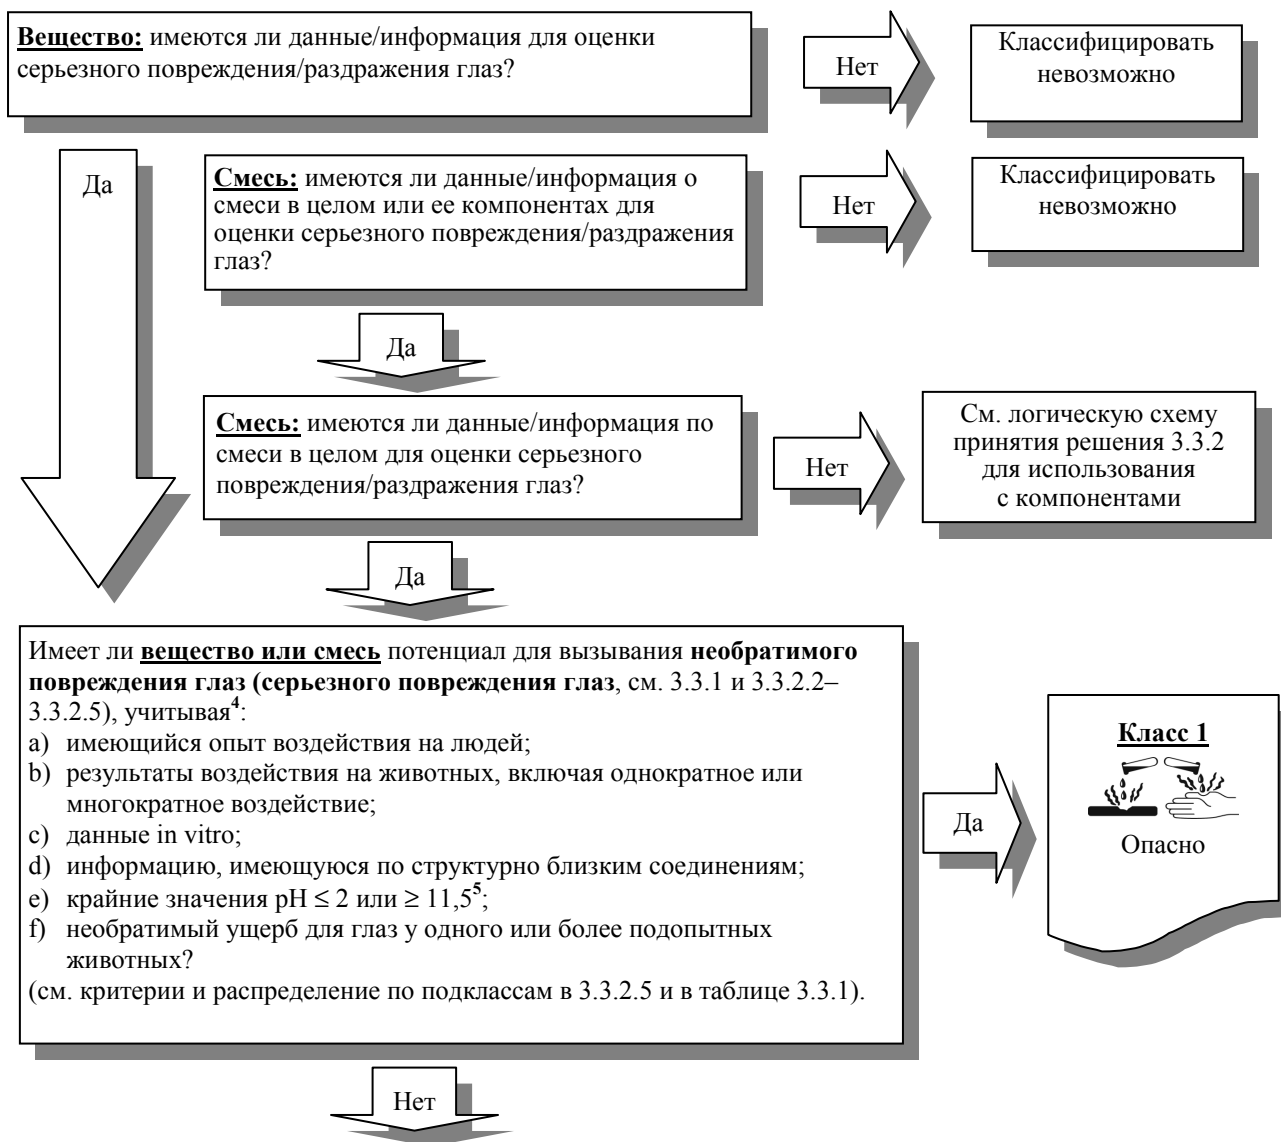 Вещество: имеются ли данные/информация для оценки
серьезного повреждения/раздражения глаз?
Нет
Классифицировать
невозможно
Да
Смесь: имеются ли данные/информация о
смеси в целом или ее компонентах для
оценки серьезного повреждения/раздражения
глаз?
Нет
Классифицировать
невозможно
Да
Смесь: имеются ли данные/информация по
смеси в целом для оценки серьезного
повреждения/раздражения глаз?
Нет
См. логическую схему
принятия решения 3.3.2
для использования
с компонентами
Да
Имеет ли вещество или смесь потенциал для вызывания необратимого
повреждения глаз (серьезного повреждения глаз, см. 3.3.1 и 3.3.2.2–
3.3.2.5), учитывая⁴:
a) имеющийся опыт воздействия на людей;
b) результаты воздействия на животных, включая однократное или
многократное воздействие;
c) данные in vitro;
d) информацию, имеющуюся по структурно близким соединениям;
e) крайние значения pH ≤ 2 или ≥ 11,5⁵;
f) необратимый ущерб для глаз у одного или более подопытных
животных?
(см. критерии и распределение по подклассам в 3.3.2.5 и в таблице 3.3.1).
Да
Класс 1
Опасно
Нет